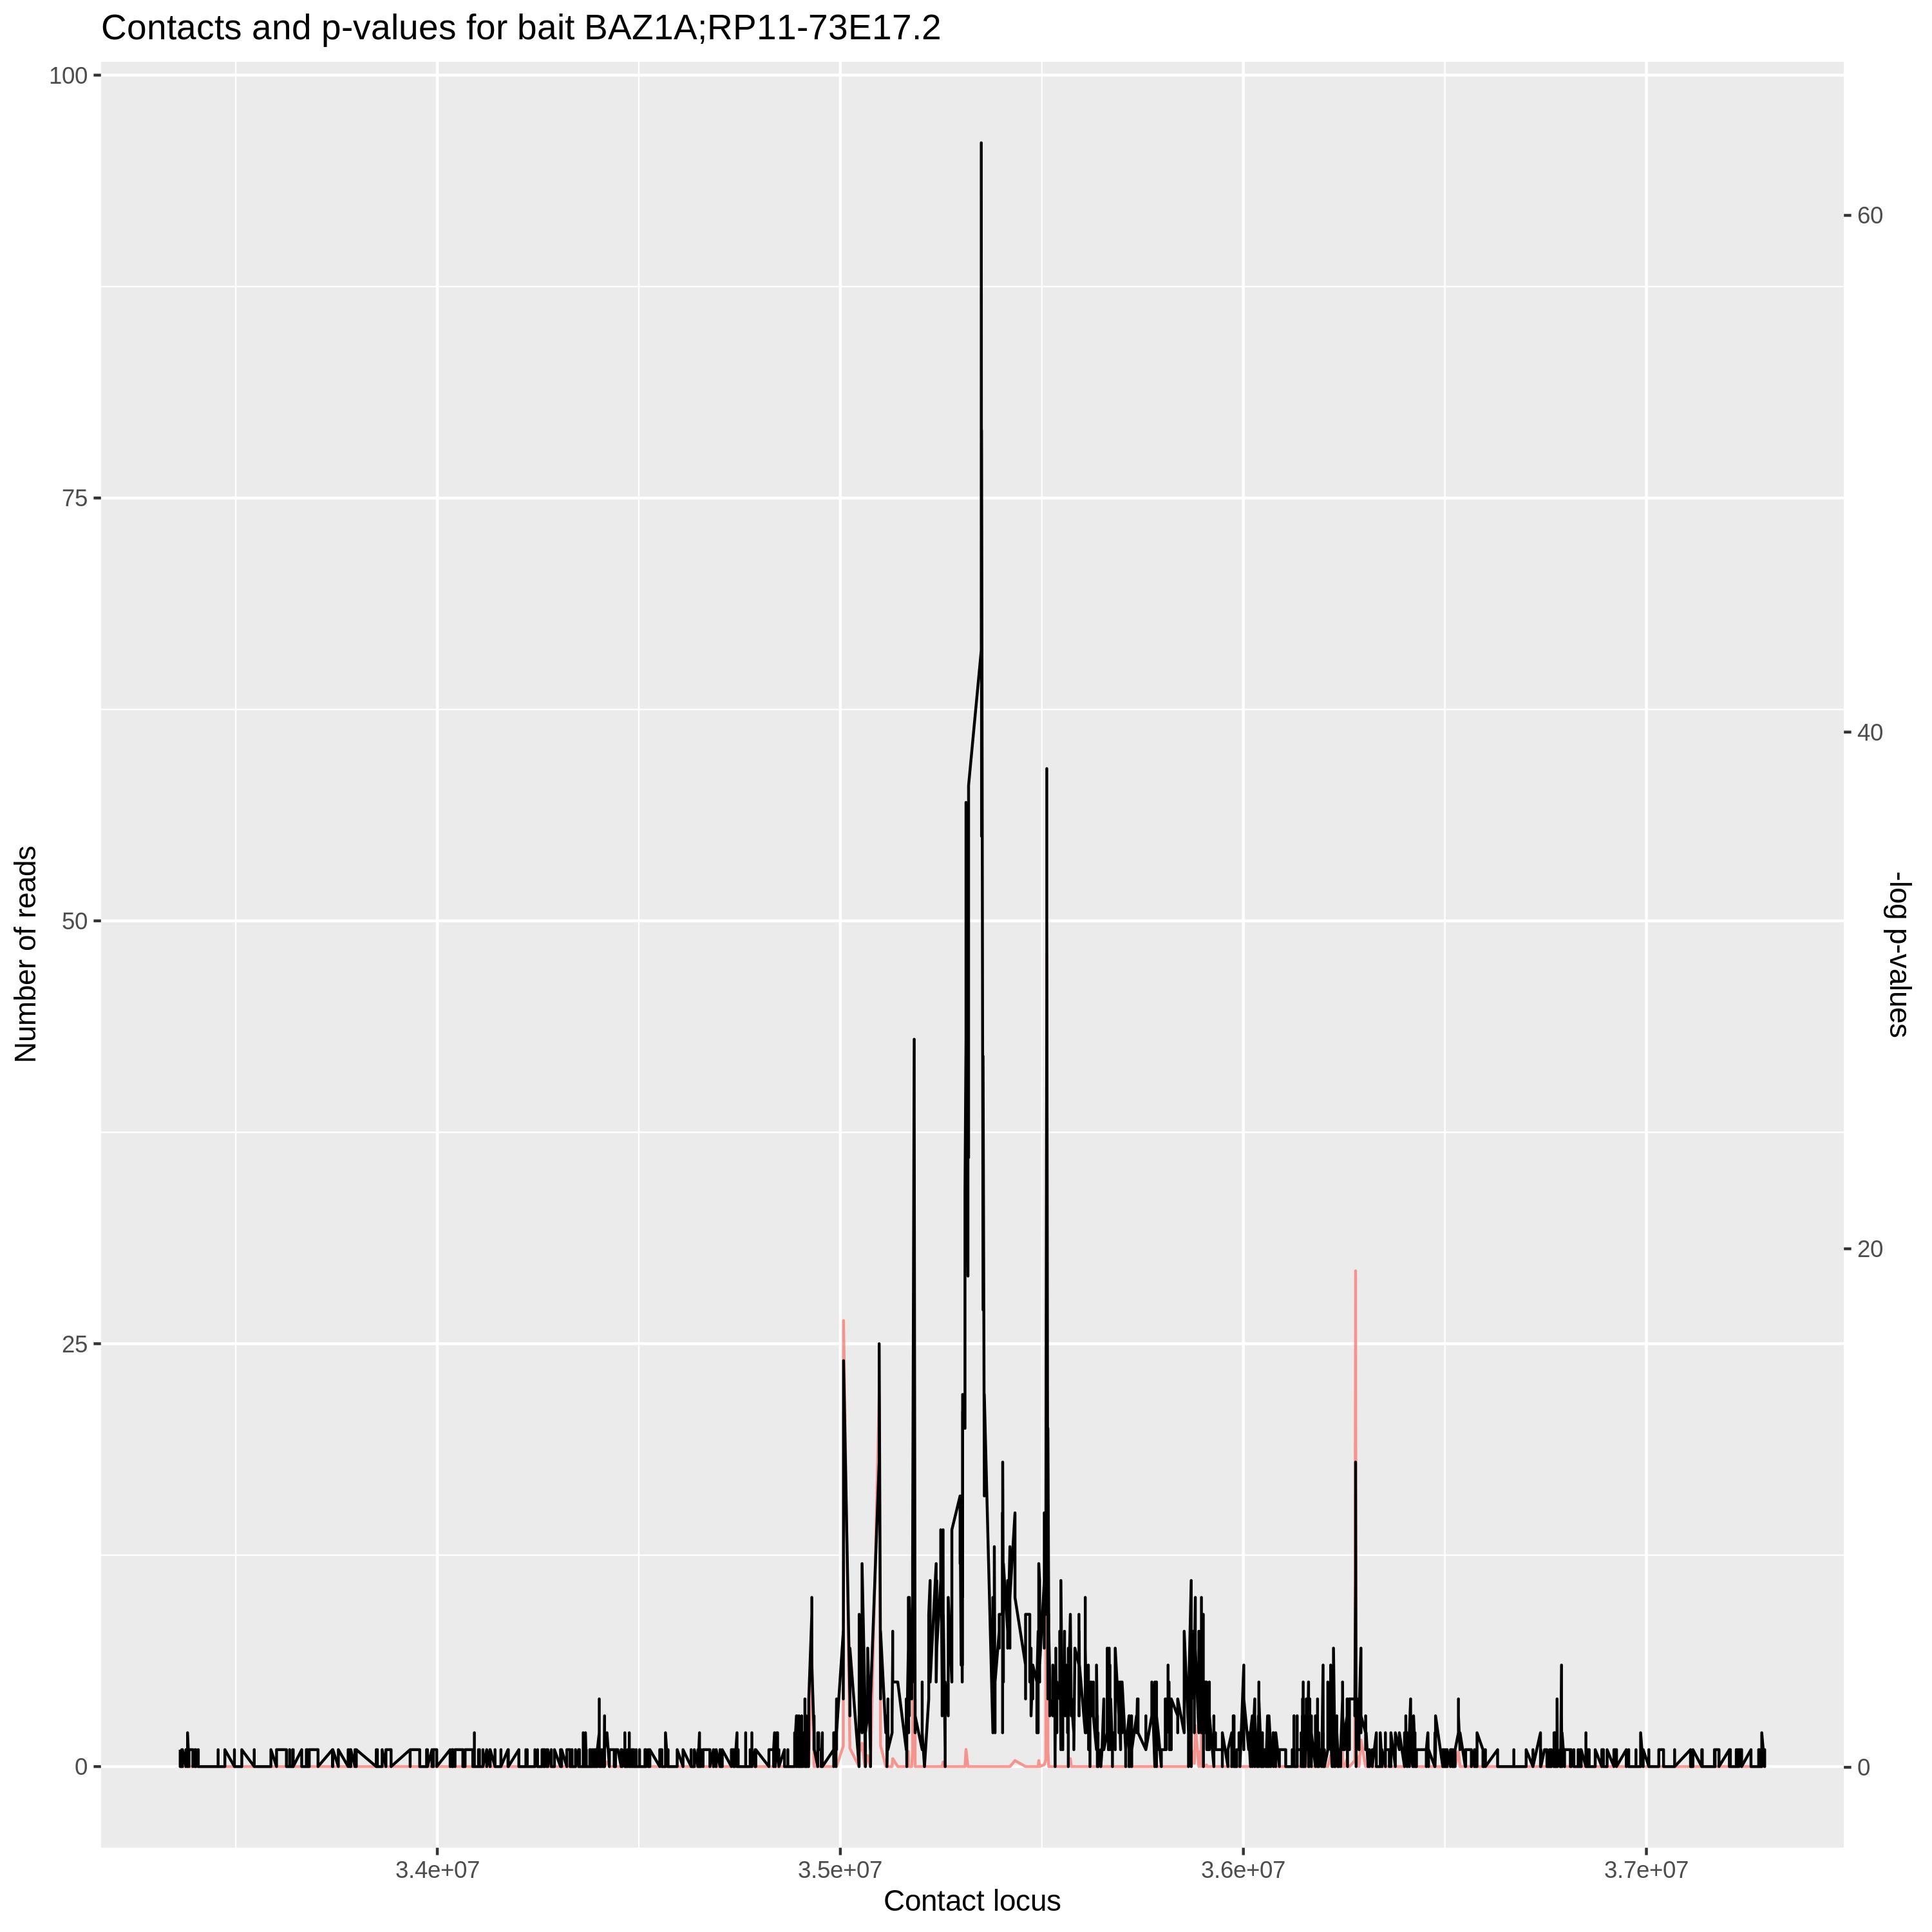 Contacts and p-values for bait BAZ1A;RP11-73E17.2
100
75
50
25
0
60
40
20
0
Number of reads
-log p-values
3.4e+07
3.5e+07
3.6e+07
3.7e+07
Contact locus